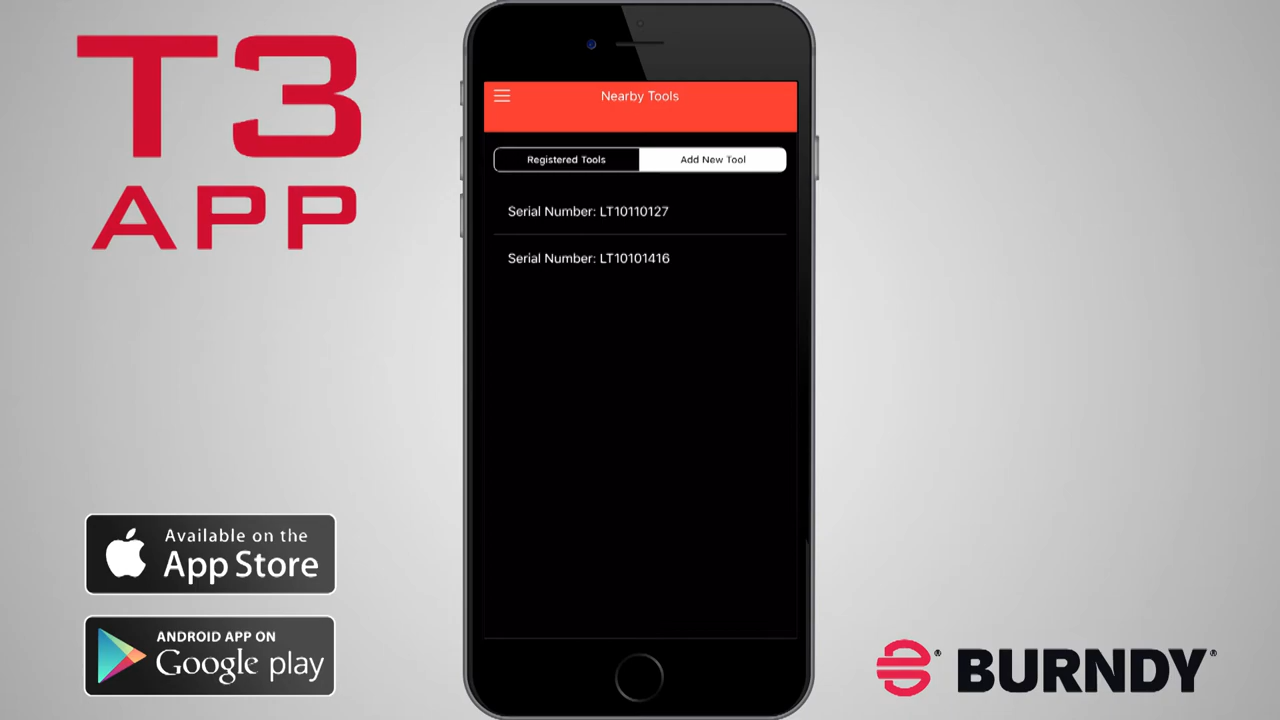 T3
APP
Nearby Tools
Registered Tools
Add New Tool
Serial Number: LT10110127
Serial Number: LT10101416
Available on the
App Store
ANDROID APP ON
Google play
BURNDY®